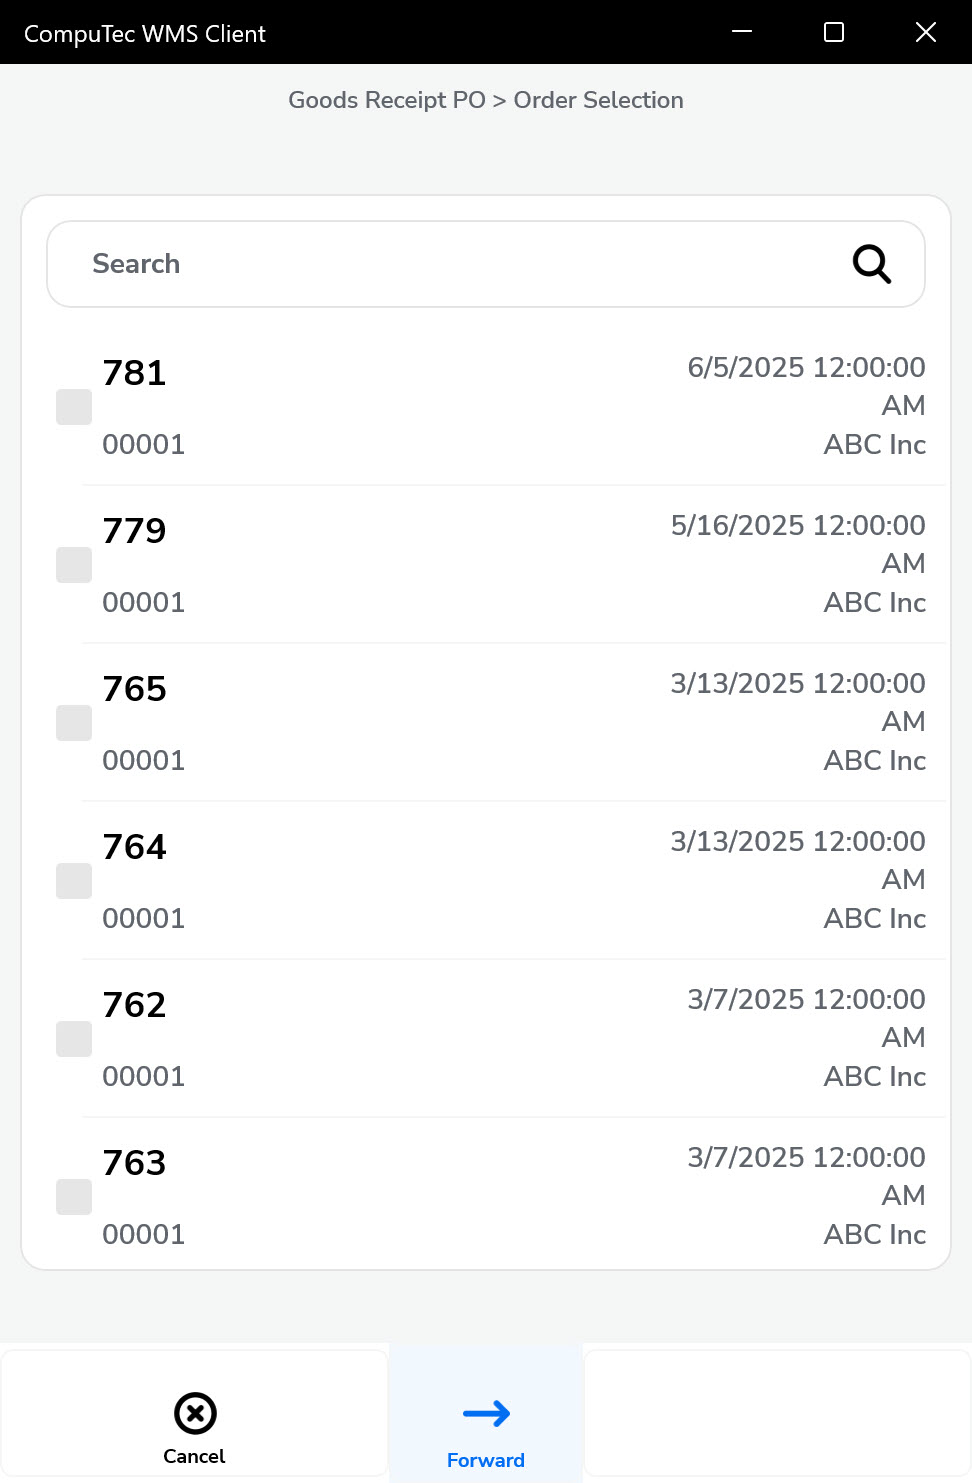 CompuTec WMS Client
Goods Receipt PO > Order Selection
Search
781
6/5/2025 12:00:00
AM
00001
ABC Inc
779
5/16/2025 12:00:00
AM
00001
ABC Inc
765
3/13/2025 12:00:00
AM
00001
ABC Inc
764
3/13/2025 12:00:00
AM
00001
ABC Inc
762
3/7/2025 12:00:00
AM
00001
ABC Inc
763
3/7/2025 12:00:00
AM
00001
ABC Inc
Cancel
Forward